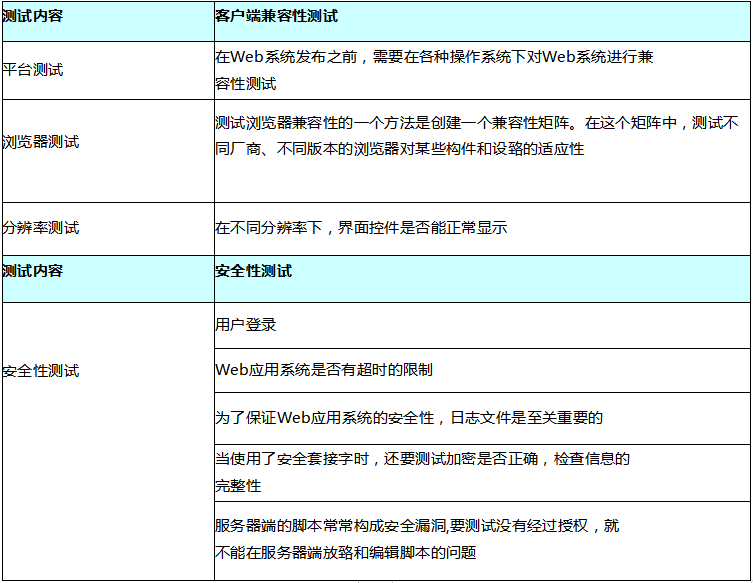 测试内容
客户端兼容性测试
平台测试
在Web系统发布之前，需要在各种操作系统下对Web系统进行兼
容性测试
浏览器测试
测试浏览器兼容性的一个方法是创建一个兼容性矩阵。在这个矩阵中，测试不
同厂商、不同版本的浏览器对某些构件和设臵的适应性
分辨率测试
在不同分辨率下，界面控件是否能正常显示
测试内容
安全性测试
安全性测试
用户登录
Web应用系统是否有超时的限制
为了保证Web应用系统的安全性，日志文件是至关重要的
当使用了安全套接字时，还要测试加密是否正确，检查信息的
完整性
服务器端的脚本常常构成安全漏洞,要测试没有经过授权，就
不能在服务器端放臵和编辑脚本的问题